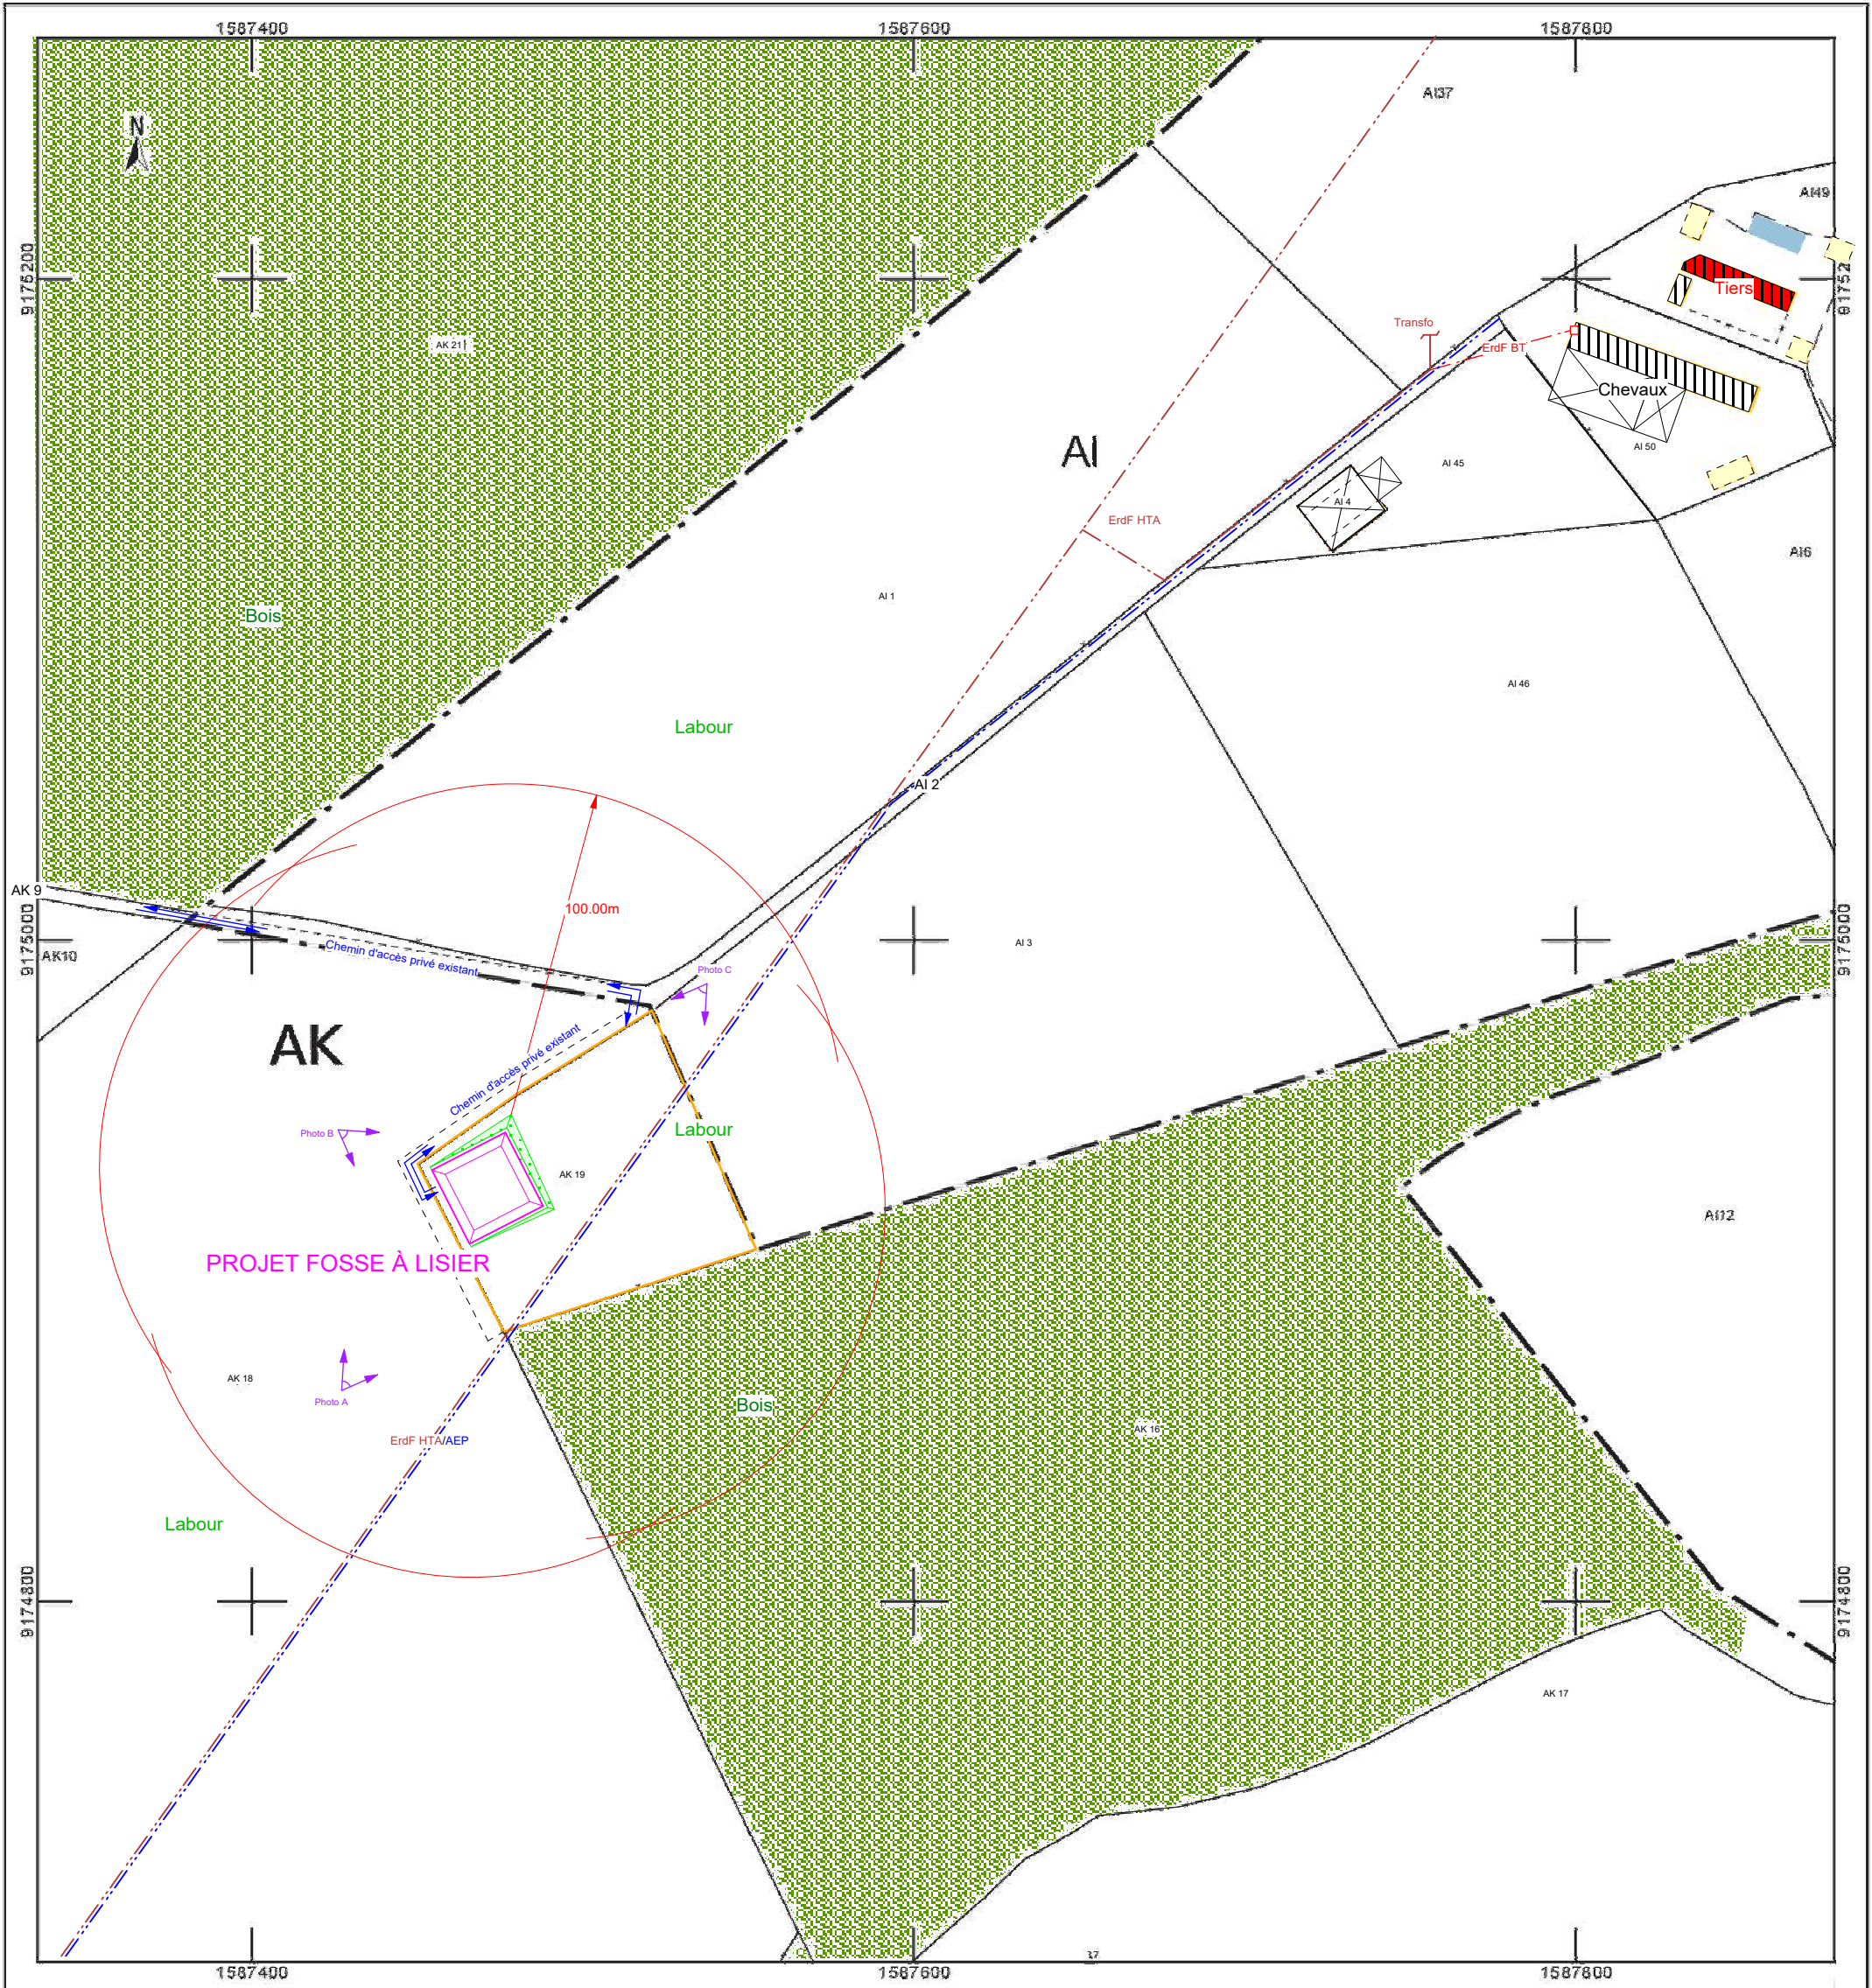 1587400
1587600
1587800
N
AI37
AI49
9175200
91752
Tiers
Transfo
ErdF BT
AK 21
Chevaux
AI
AI 50
AI 45
AI 4
ErdF HTA
AI6
AI 1
Bois
AI 46
Labour
AI 2
AK 9
100.00m
9175000
9175000
AI 3
Chemin d'accès privé existant
AK10
Photo C
AK
Chemin d'accès privé existant
Photo B
Labour
AK 19
AI12
PROJET FOSSE À LISIER
AK 18
Photo A
Bois
AK 16
ErdF HTA/AEP
Labour
9174800
9174800
AK 17
17
1587400
1587600
1587800